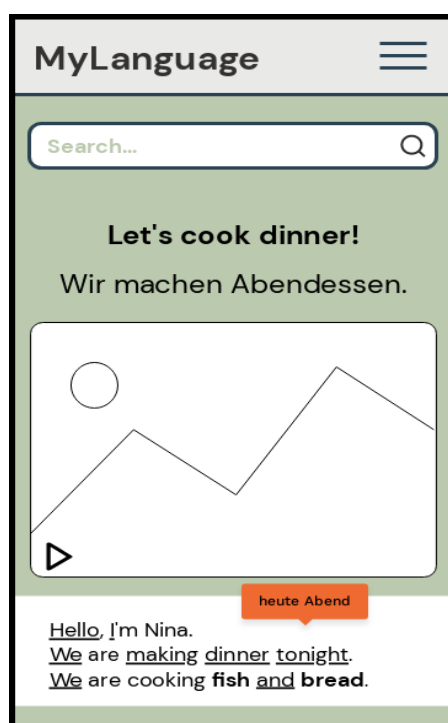 MyLanguage
Search...
Let's cook dinner!
Wir machen Abendessen.
heute Abend
Hello, I'm Nina.
We are making dinner tonight.
We are cooking fish and bread.